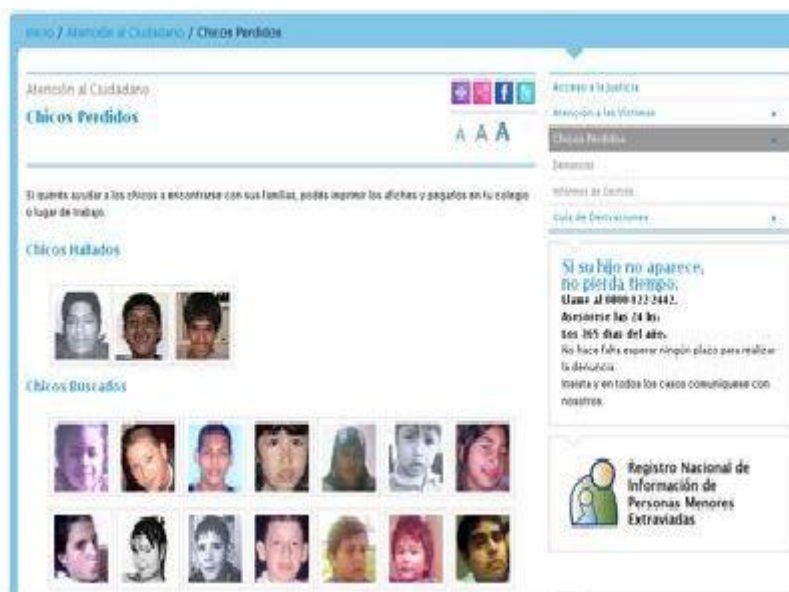 Inicio / Atención al Ciudadano / Chicos Perdidos
Atención al Ciudadano
Chicos Perdidos
A A A
Si querés ayudar a los chicos a encontrarse con sus familias, podés imprimir los afiches y pegarlos en tu colegio
o lugar de trabajo.
Chicos Hallados
Chicos Buscados
Acceso a la Justicia
Atención a las Víctimas
Chicos Perdidos
Denuncias
Informes de Gestión
Guía de Derivaciones
Si su hijo no aparece,
no pierda tiempo.
Llame al 0800-122-2442.
Asesórese las 24 hs.
Los 365 días del año.
No hace falta esperar ningún plazo para realizar
la denuncia.
Insista y en todos los casos comuníquese con
nosotros.
Registro Nacional de
Información de
Personas Menores
Extraviadas